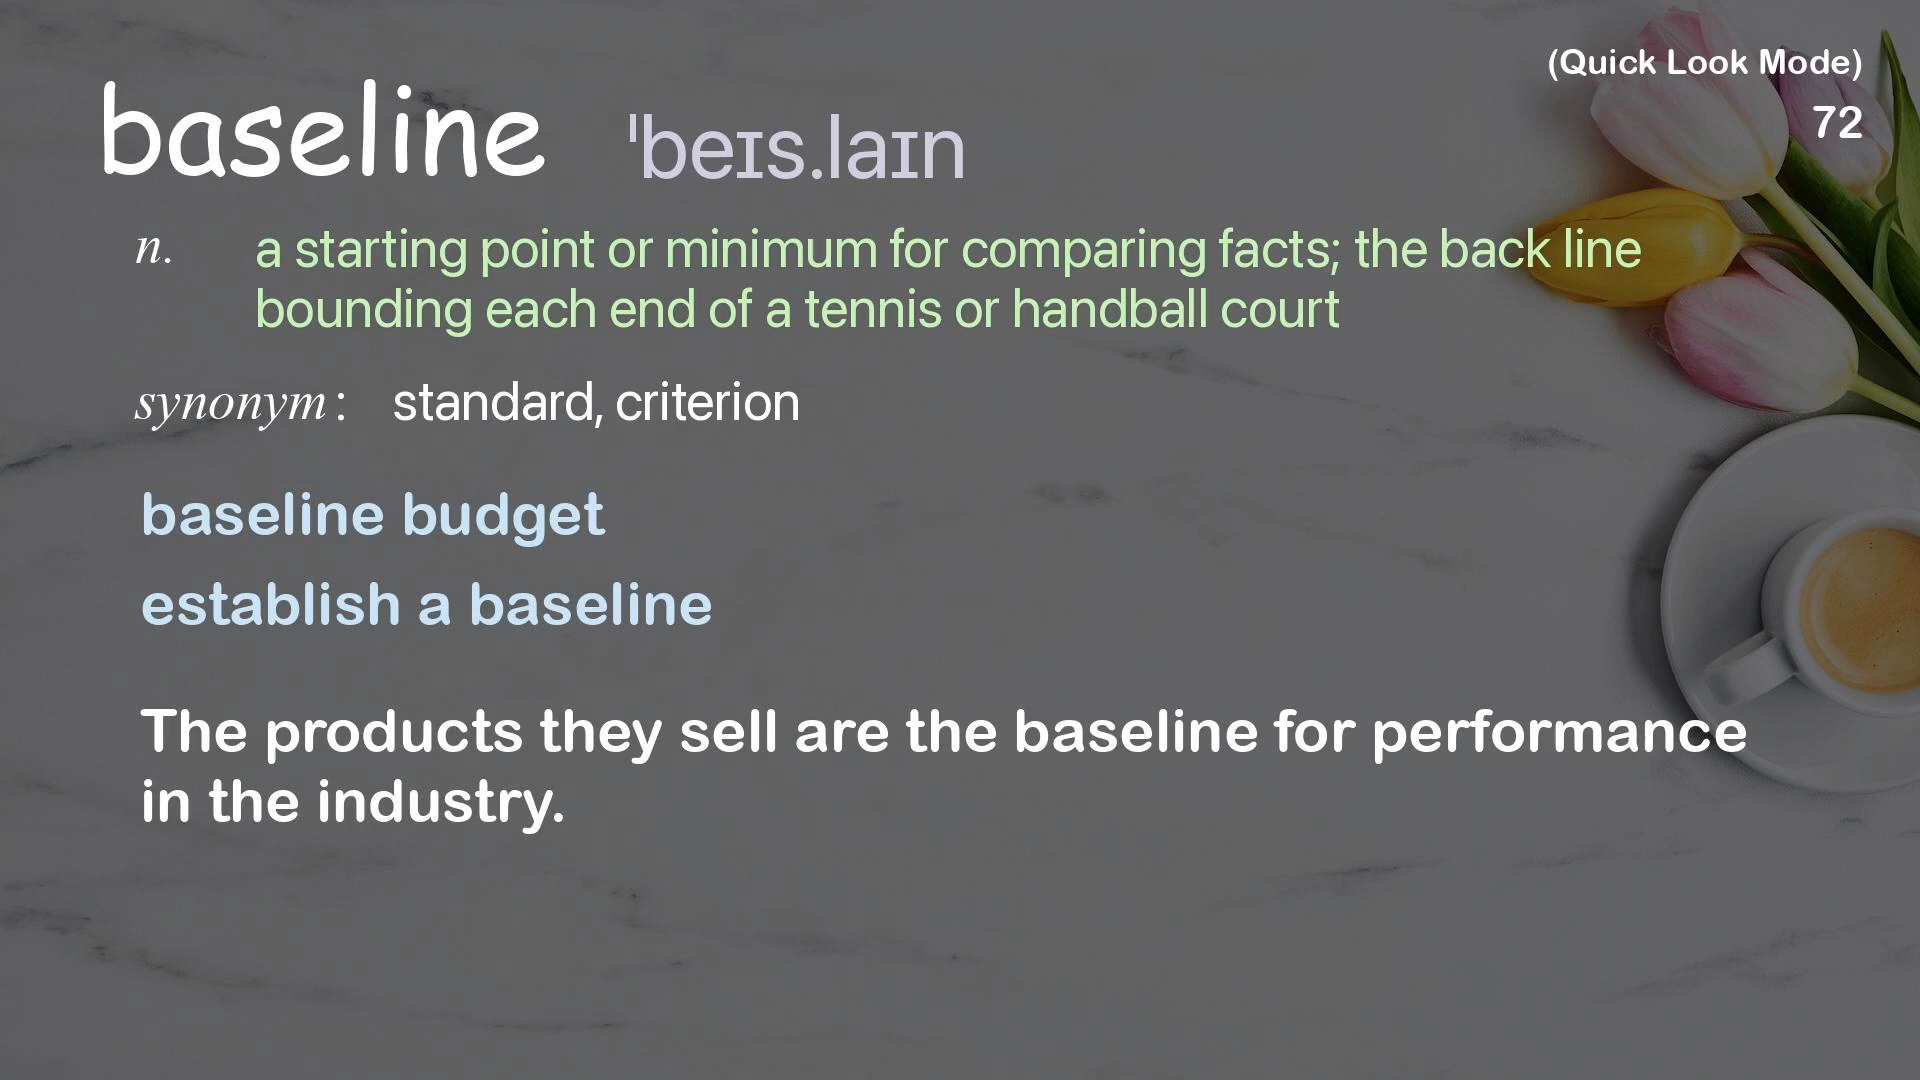 (Quick Look Mode)
72
baseline ˈbeɪs.laɪn
n. a starting point or minimum for comparing facts; the back line
bounding each end of a tennis or handball court
synonym: standard, criterion
baseline budget
establish a baseline
The products they sell are the baseline for performance
in the industry.